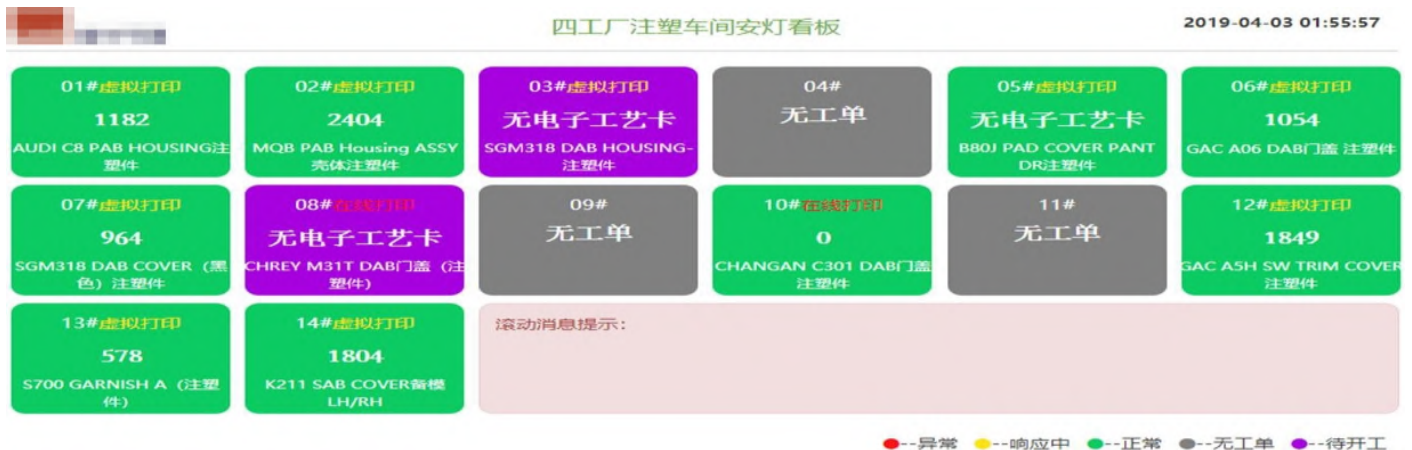 四工厂注塑车间安灯看板
2019-04-03 01:55:57
01#虚拟打印
1182
AUDI C8 PAB HOUSING注
塑件
02#虚拟打印
2404
MQB PAB Housing ASSY
壳体注塑件
03#虚拟打印
无电子工艺卡
SGM318 DAB HOUSING-
注塑件
04#
无工单
05#虚拟打印
无电子工艺卡
B80J PAD COVER PANT
DR注塑件
06#虚拟打印
1054
GAC A06 DAB门盖 注塑件
07#虚拟打印
964
SGM318 DAB COVER（黑
色）注塑件
08#在线打印
无电子工艺卡
CHREY M31T DAB门盖（注
塑件）
09#
无工单
10#在线打印
0
CHANGAN C301 DAB门盖
注塑件
11#
无工单
12#虚拟打印
1849
GAC A5H SW TRIM COVER
注塑件
13#虚拟打印
578
S700 GARNISH A（注塑
件）
14#虚拟打印
1804
K211 SAB COVER备模
LH/RH
滚动消息提示：
--异常 --响应中 --正常 --无工单 --待开工